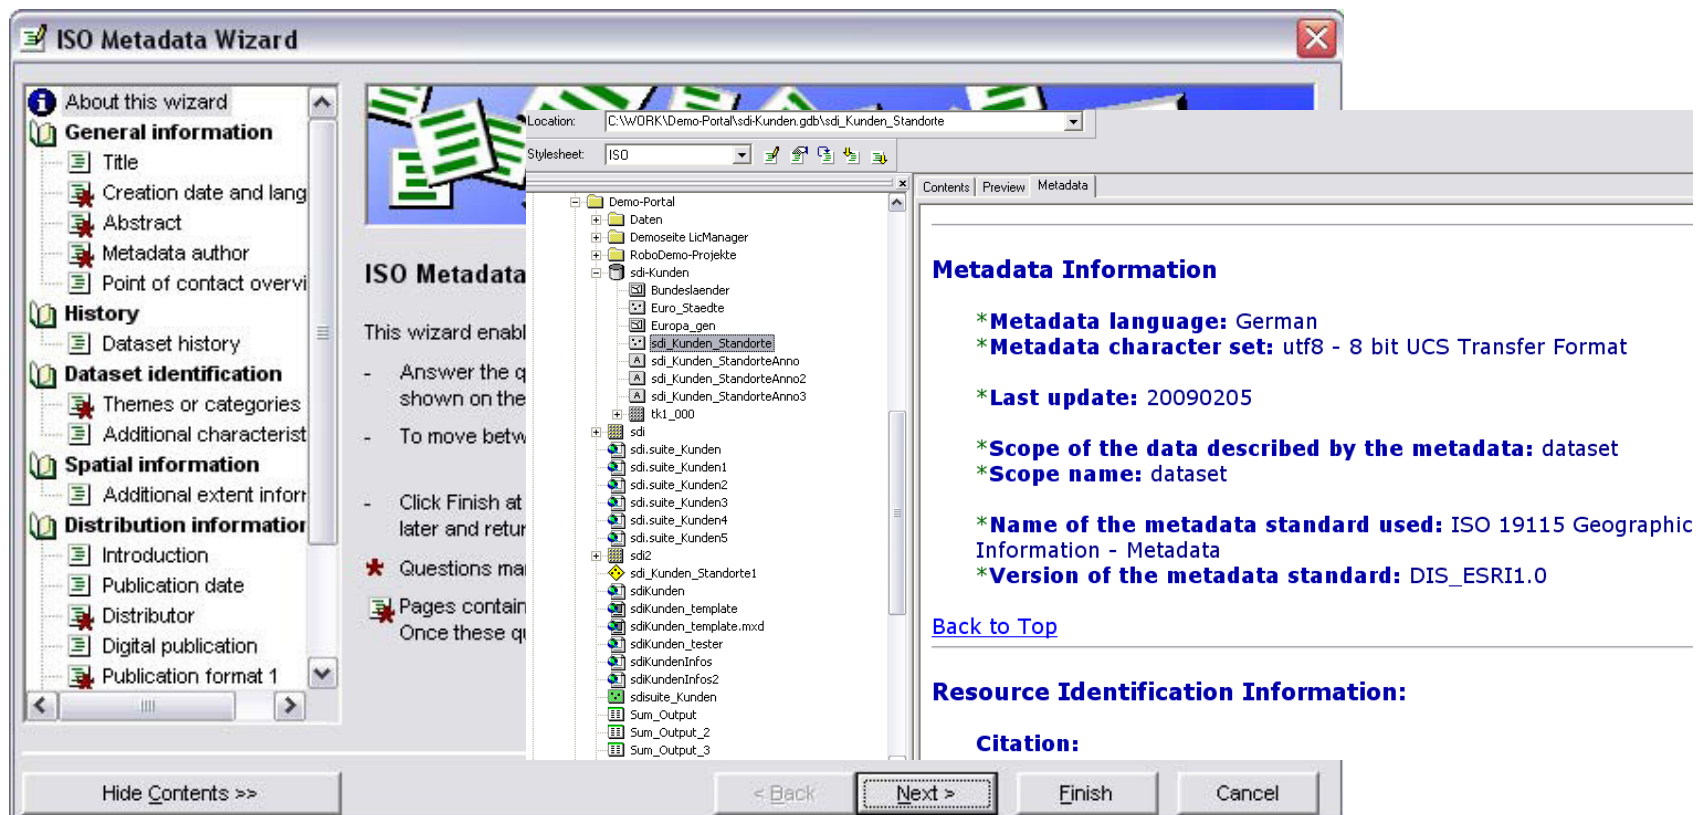 ISO Metadata Wizard
About this wizard
General information
Title
Creation date and lang
Abstract
Metadata author
Point of contact overvi
History
Dataset history
Dataset identification
Themes or categories
Additional characterist
Spatial information
Additional extent inforr
Distribution informatior
Introduction
Publication date
Distributor
Digital publication
Publication format 1
ISO Metadata
This wizard enabl
- Answer the q
shown on the
- To move betw
- Click Finish at
later and retur
Questions ma
Pages contain
Once these q
Location: C:\WORK\Demo-Portal\sdi-Kunden.gdb\sdi_Kunden_Standorte
Stylesheet: ISO
Demo-Portal
Daten
Demoseite LicManager
RoboDemo-Projekte
sdi-Kunden
Bundeslaender
Euro_Staedte
Europa_gen
sdi_Kunden_Standorte
sdi_Kunden_StandorteAnno
sdi_Kunden_StandorteAnno2
sdi_Kunden_StandorteAnno3
tk1_000
sdi
sdi.suite_Kunden
sdi.suite_Kunden1
sdi.suite_Kunden2
sdi.suite_Kunden3
sdi.suite_Kunden4
sdi.suite_Kunden5
sdi2
sdi_Kunden_Standorte1
sdiKunden
sdiKunden_template
sdiKunden_template.mxd
sdiKunden_tester
sdiKundenInfos
sdiKundenInfos2
sdisuite_Kunden
Sum_Output
Sum_Output_2
Sum_Output_3
Contents Preview Metadata
Metadata Information
*Metadata language: German
*Metadata character set: utf8 - 8 bit UCS Transfer Format
*Last update: 20090205
*Scope of the data described by the metadata: dataset
*Scope name: dataset
*Name of the metadata standard used: ISO 19115 Geographic
Information - Metadata
*Version of the metadata standard: DIS_ESRI1.0
Back to Top
Resource Identification Information:
Citation:
Hide Contents >>
< Back Next > Finish Cancel